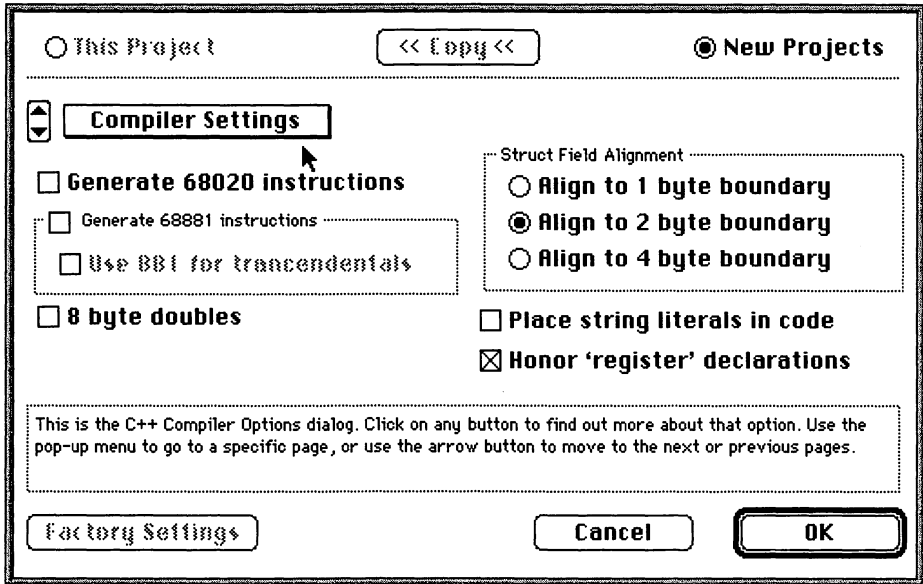 This Project
<< Copy <<
New Projects
Compiler Settings
Generate 68020 instructions
Generate 68881 instructions
Use 881 for trancendentals
8 byte doubles
Struct Field Alignment
Align to 1 byte boundary
Align to 2 byte boundary
Align to 4 byte boundary
Place string literals in code
Honor ‘register’ declarations
This is the C++ Compiler Options dialog. Click on any button to find out more about that option. Use the
pop-up menu to go to a specific page, or use the arrow button to move to the next or previous pages.
Factory Settings
Cancel
OK